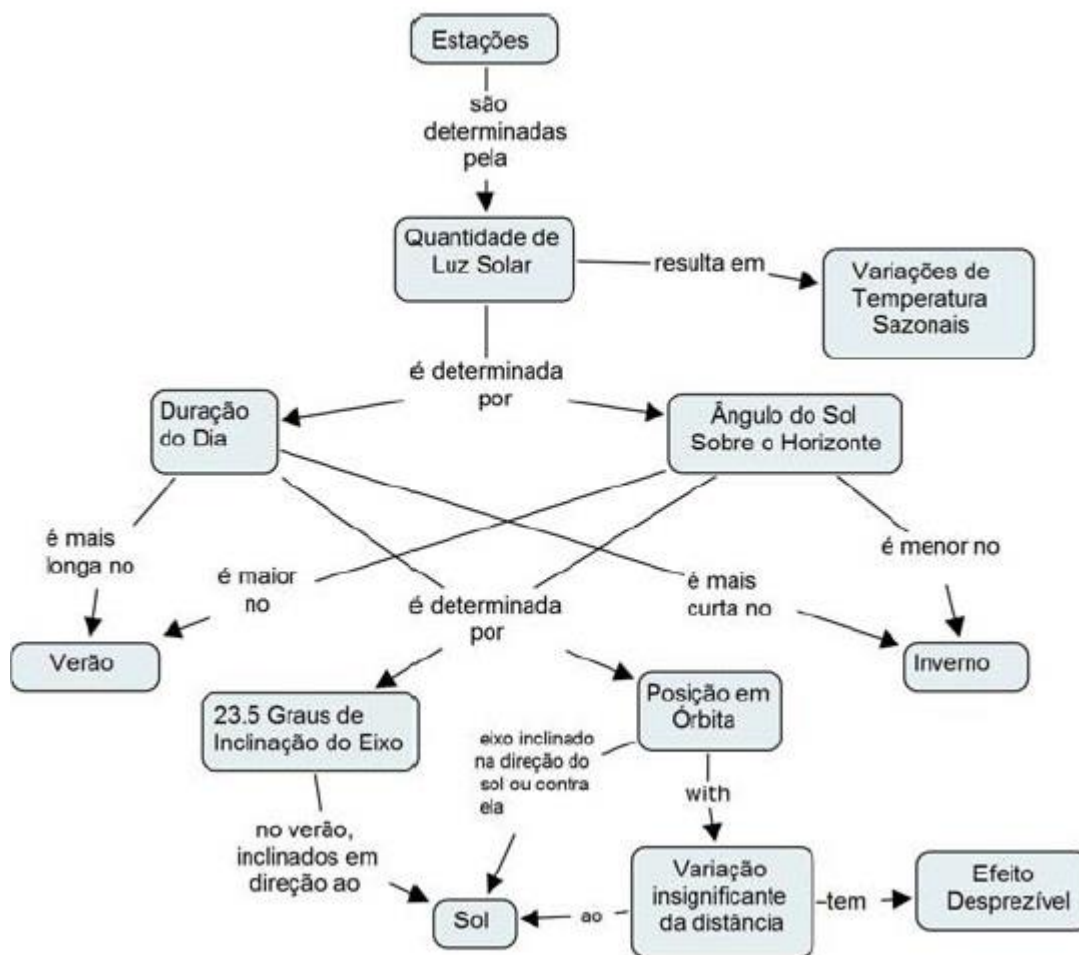 Estações
são
determinadas
pela
Quantidade de
Luz Solar
resulta em
Variações de
Temperatura
Sazonais
é determinada
por
Duração
do Dia
Ângulo do Sol
Sobre o Horizonte
é mais
longa no
é maior
no
é determinada
por
é mais
curta no
é menor no
Verão
Inverno
23.5 Graus de
Inclinação do Eixo
Posição em
Órbita
eixo inclinado
na direção do
sol ou contra
ela
with
no verão,
inclinados em
direção ao
Sol
ao
Variação
insignificante
da distância
tem
Efeito
Desprezível